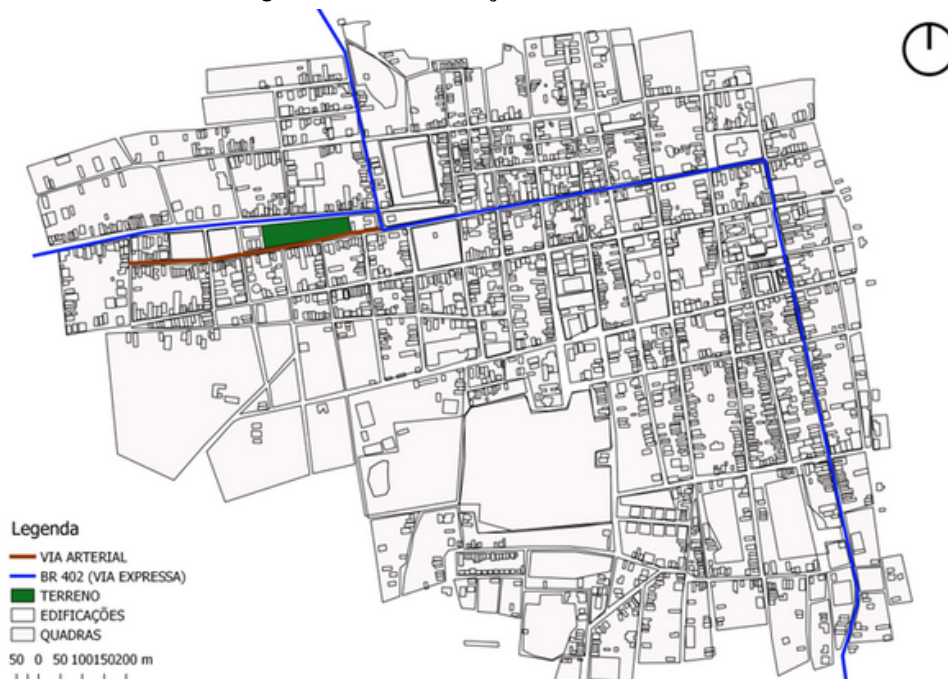 Legenda
VIA ARTERIAL
BR 402 (VIA EXPRESSA)
TERRENO
EDIFICAÇÕES
QUADRAS
50 0 50 100150200 m